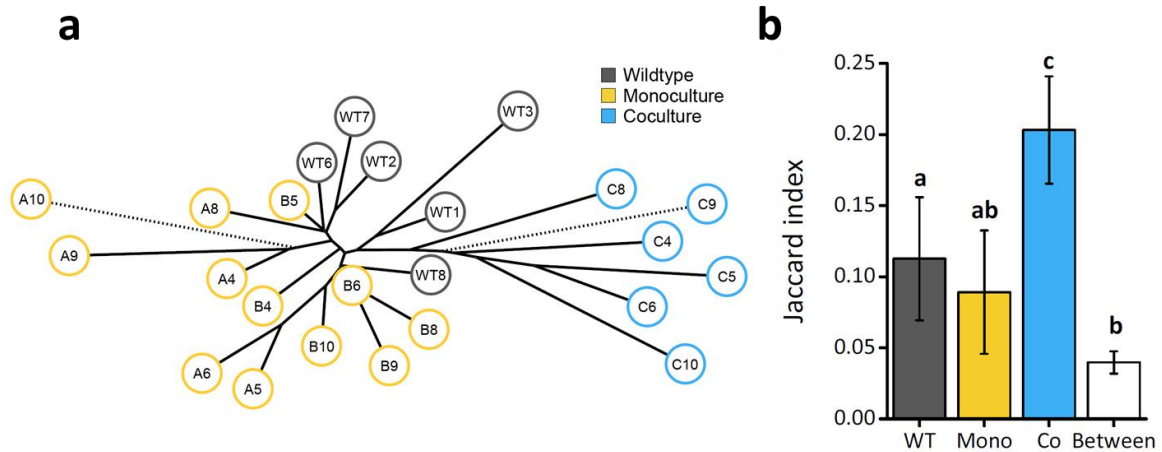 a
Wildtype
Monoculture
Coculture
WT7
WT3
WT6
WT2
A10
A8
B5
WT1
C8
C9
A9
A4
C4
WT8
C5
B4
B6
C6
B10
B8
A6
A5
B9
C10
b
Jaccard index
0.25
0.20
0.15
0.10
0.05
0.00
a
ab
c
b
WT Mono Co Between